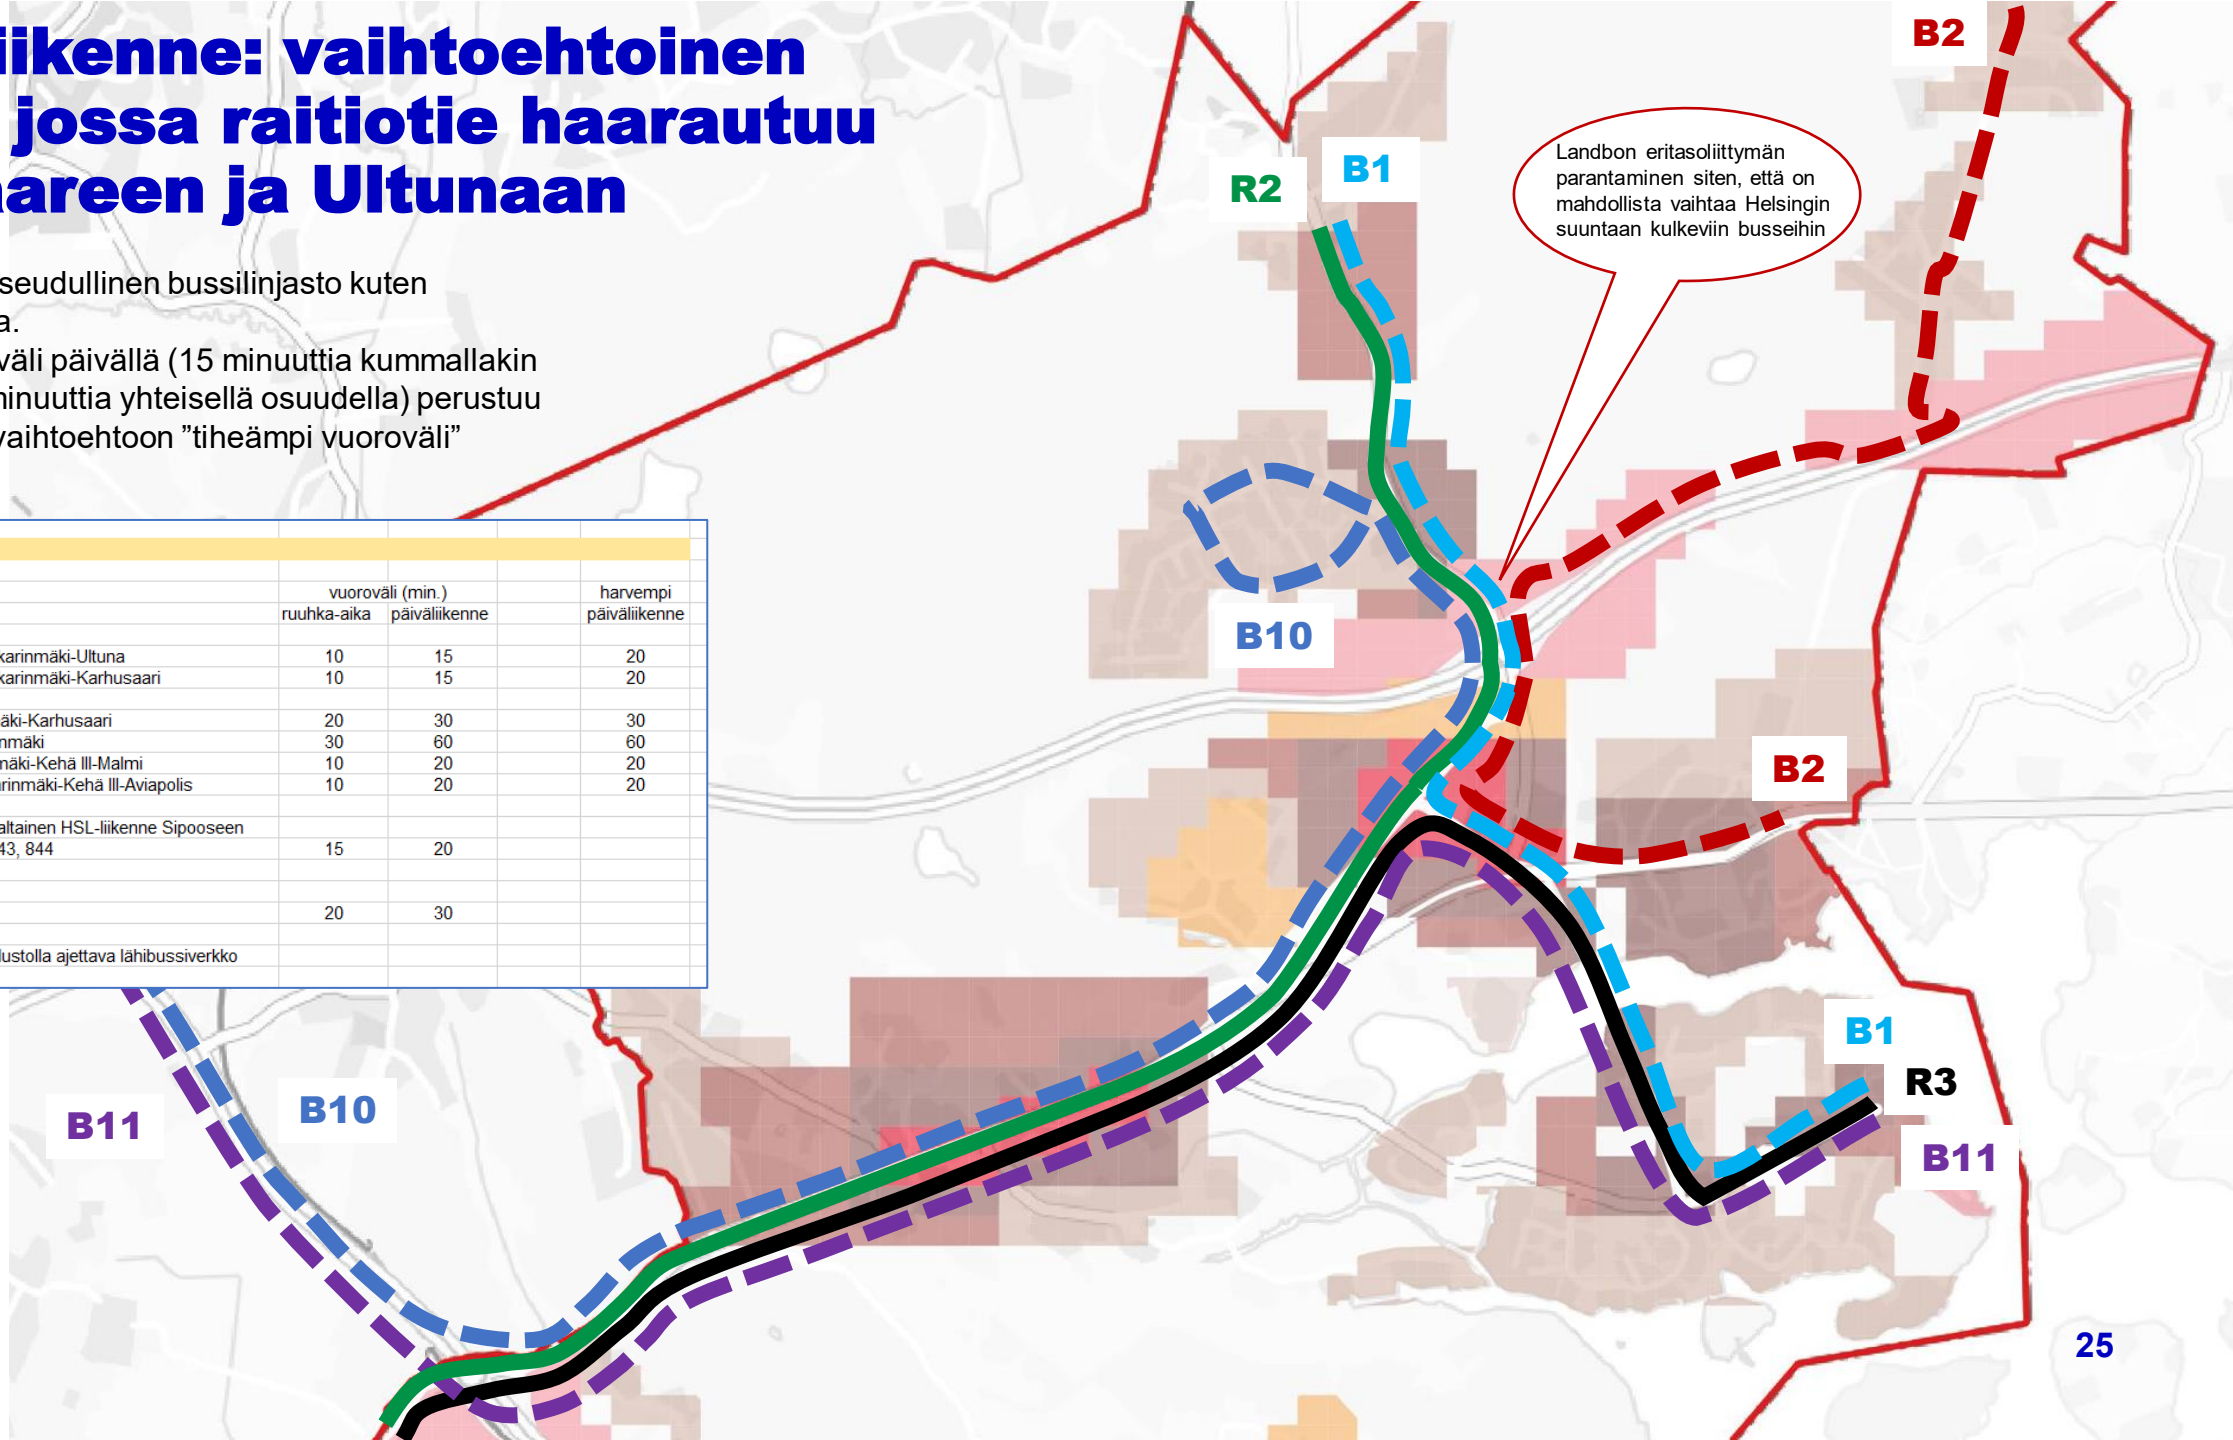 iikenne: vaihtoehtoinen
jossa raitiotie haarautuu
areen ja Ultunaan
seudullinen bussilinjasto kuten
a.
väli päivällä (15 minuuttia kummallakin
minuuttia yhteisellä osuudella) perustuu
vaihtoehtoon ”tiheämpi vuoroväli”
vuoroväli (min.) harvempi
ruuhka-aika päiväliikenne päiväliikenne
karinmäki-Ultuna 10 15 20
karinmäki-Karhusaari 10 15 20
äki-Karhusaari 20 30 30
nmäki 30 60 60
mäki-Kehä III-Malmi 10 20 20
arinmäki-Kehä III-Aviapolis 10 20 20
altainen HSL-liikenne Sipooseen
43, 844 15 20
20 30
lustolla ajettava lähibussiverkko
B2
Landbon eritasoliittymän
parantaminen siten, että on
mahdollista vaihtaa Helsingin
suuntaan kulkeviin busseihin
B1
R2
B10
B2
B1
R3
B11
B10
B11
25